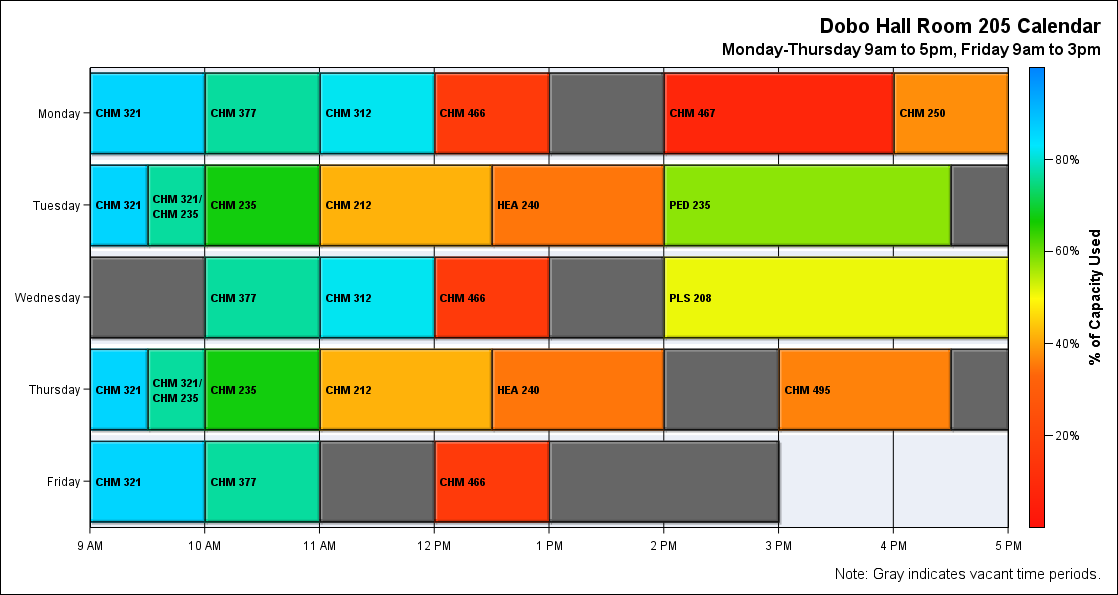 Dobo Hall Room 205 Calendar
Monday-Thursday 9am to 5pm, Friday 9am to 3pm
Monday
CHM 321
CHM 377
CHM 312
CHM 466
CHM 467
CHM 250
Tuesday
CHM 321
CHM 321/
CHM 235
CHM 235
CHM 212
HEA 240
PED 235
Wednesday
CHM 377
CHM 312
CHM 466
PLS 208
Thursday
CHM 321
CHM 321/
CHM 235
CHM 235
CHM 212
HEA 240
CHM 495
Friday
CHM 321
CHM 377
CHM 466
9 AM
10 AM
11 AM
12 PM
1 PM
2 PM
3 PM
4 PM
5 PM
80%
60%
40%
20%
% of Capacity Used
Note: Gray indicates vacant time periods.